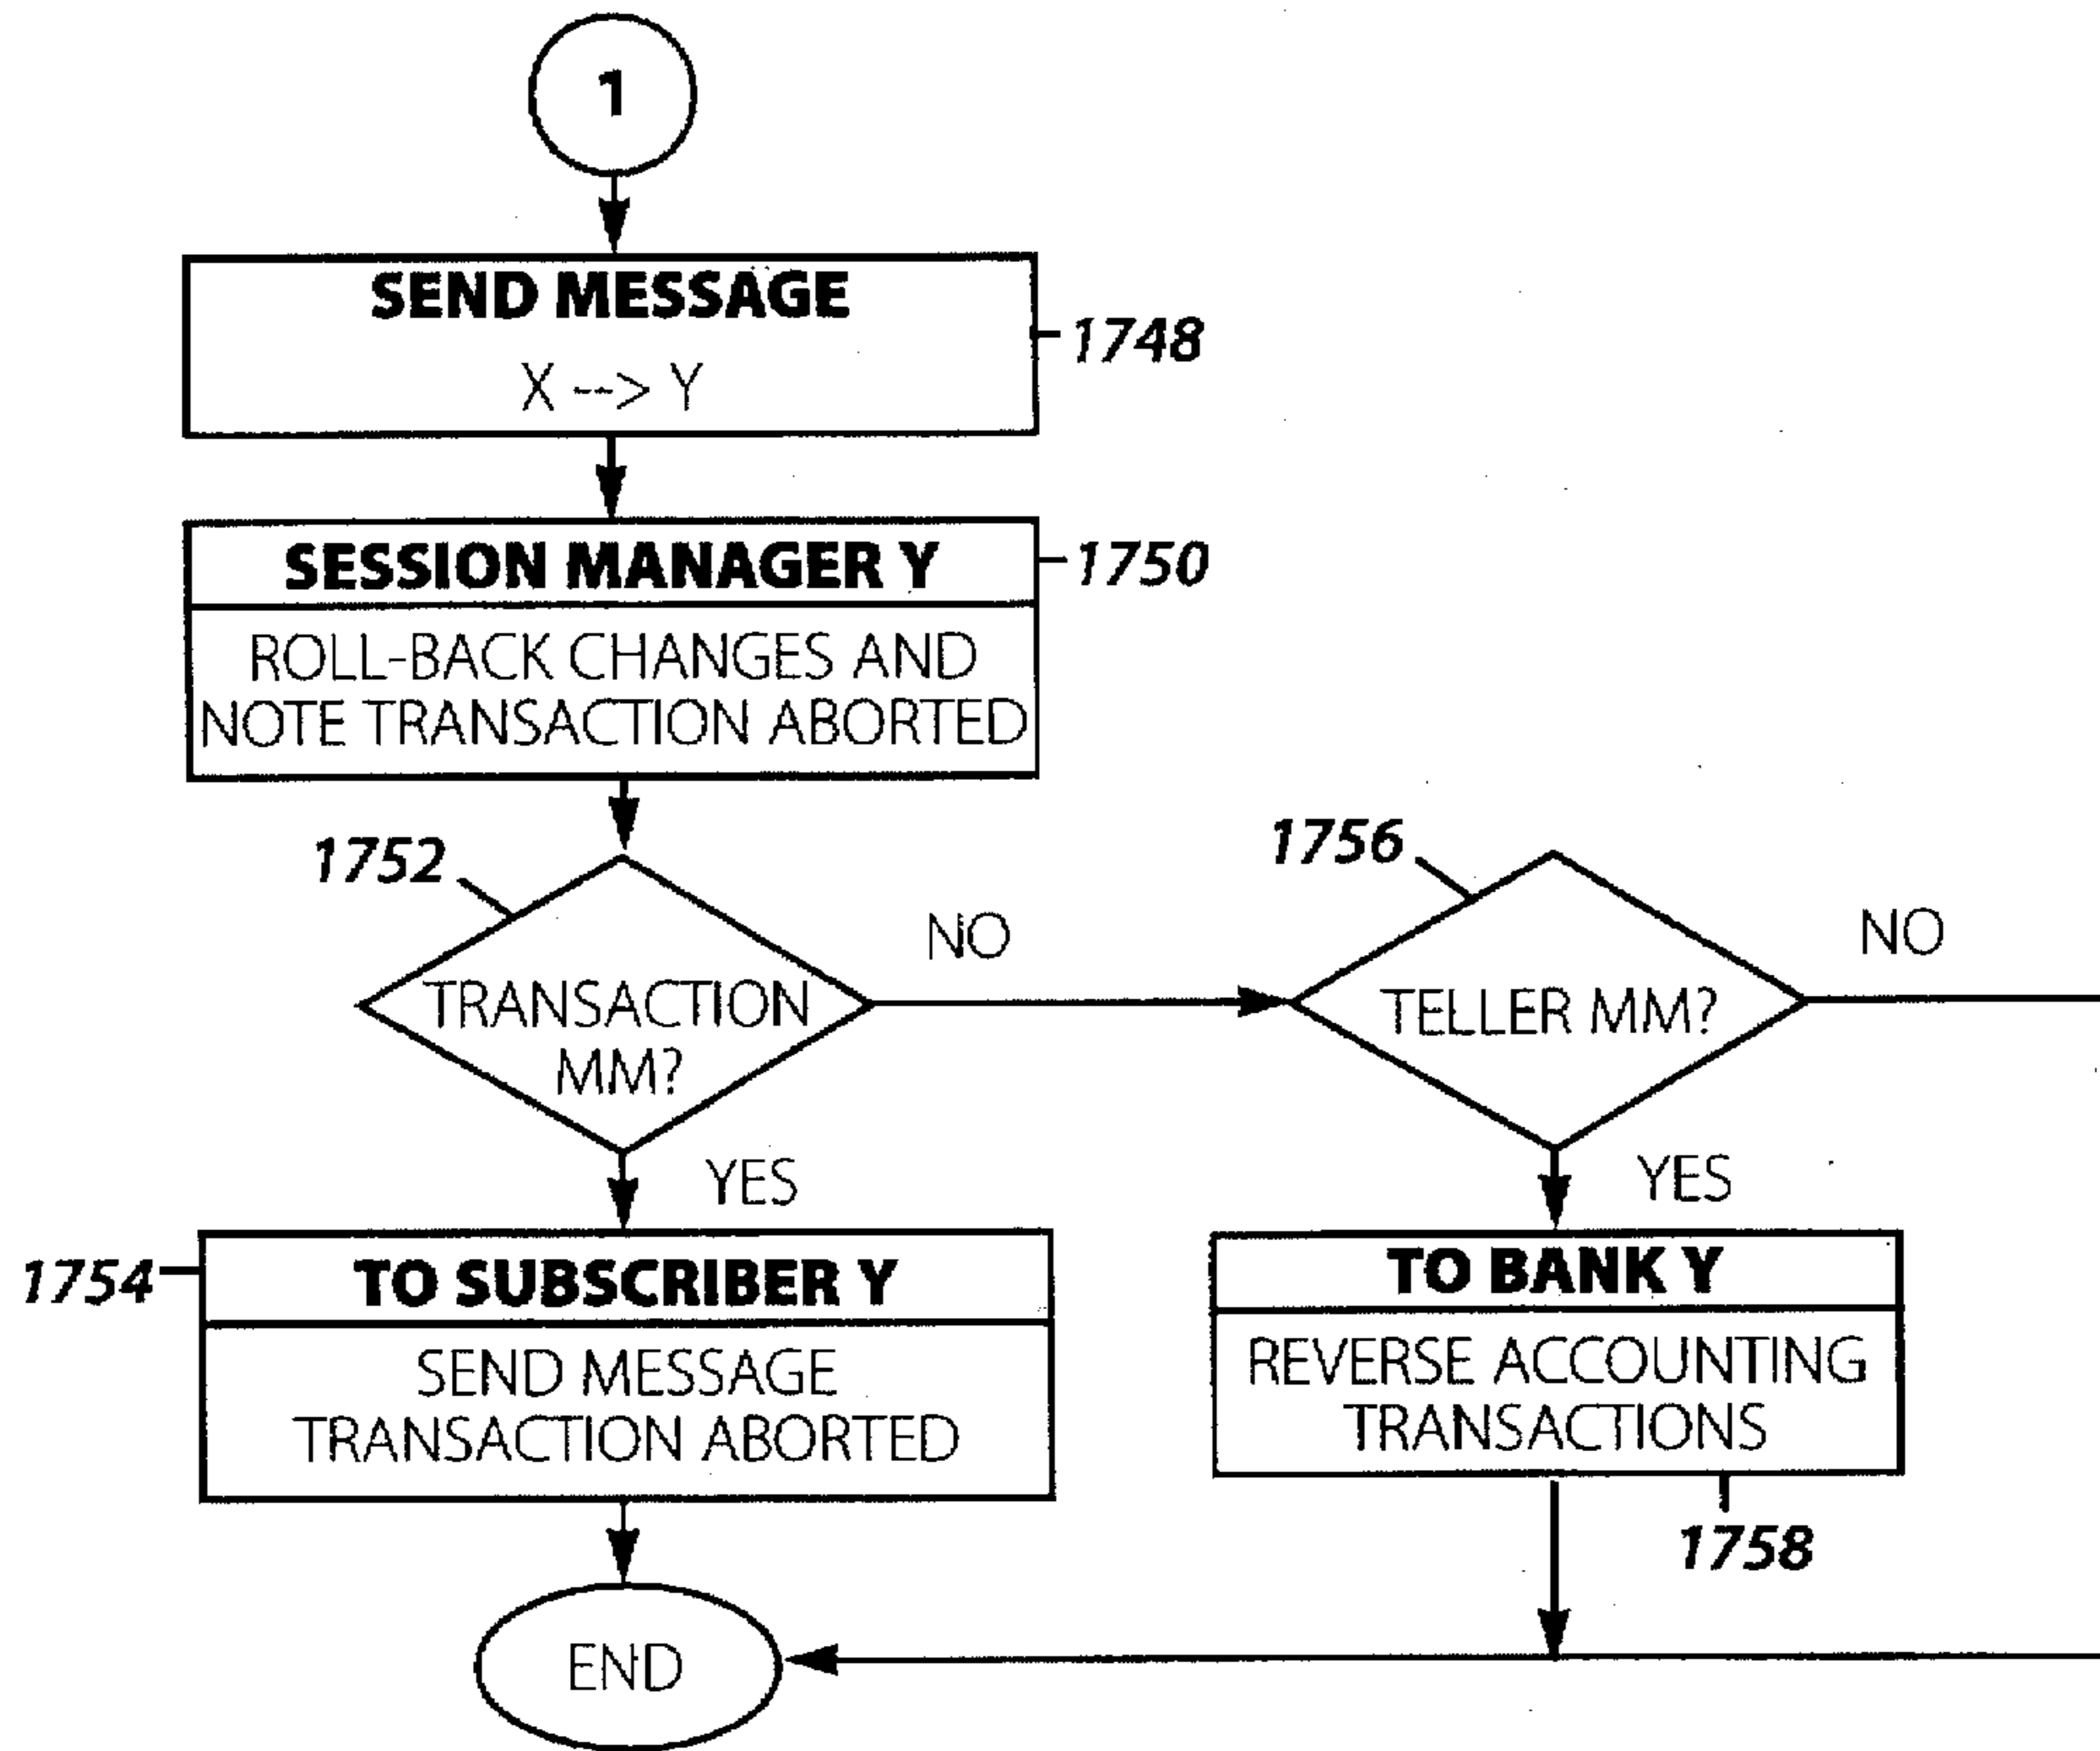 1
SEND MESSAGE
X --> Y
1748
SESSION MANAGER Y
1750
ROLL-BACK CHANGES AND
NOTE TRANSACTION ABORTED
1752
TRANSACTION
MM?
NO
YES
1756
TELLER MM?
NO
YES
1754
TO SUBSCRIBER Y
SEND MESSAGE
TRANSACTION ABORTED
TO BANK Y
REVERSE ACCOUNTING
TRANSACTIONS
1758
END